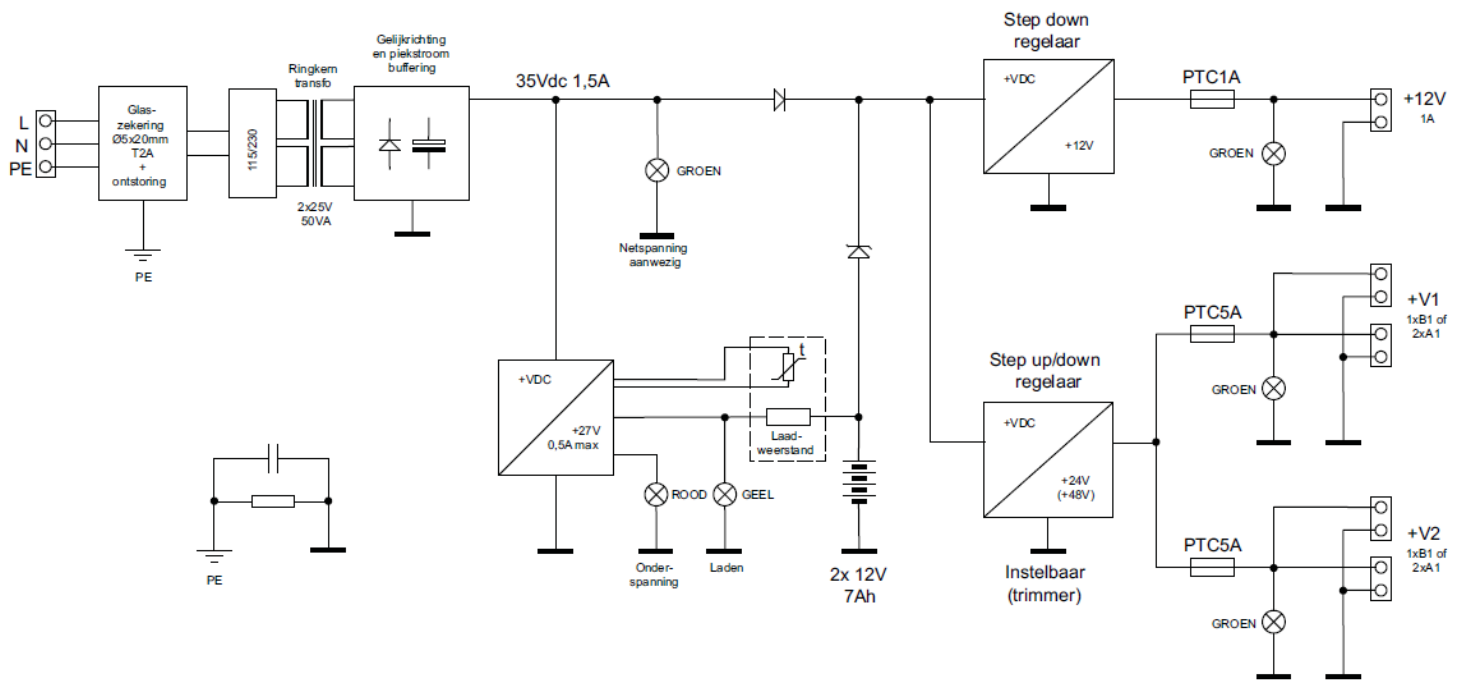 L
N
PE
Glas-
zekering
Ø5x20mm
T2A
+
ontstoring
PE
115/230
Ringkern
transfo
2x25V
50VA
Gelijkrichting
en piekstroom
buffering
35Vdc 1,5A
GROEN
Netspanning
aanwezig
Step down
regelaar
+VDC
+12V
PTC1A
GROEN
+12V
1A
+VDC
+27V
0,5A max
t
Laad-
weerstand
ROOD
GEEL
Onder-
spanning
Laden
2x 12V
7Ah
Step up/down
regelaar
+VDC
+24V
(+48V)
Instelbaar
(trimmer)
PTC5A
GROEN
+V1
1xB1 of
2xA1
PTC5A
GROEN
+V2
1xB1 of
2xA1
PE